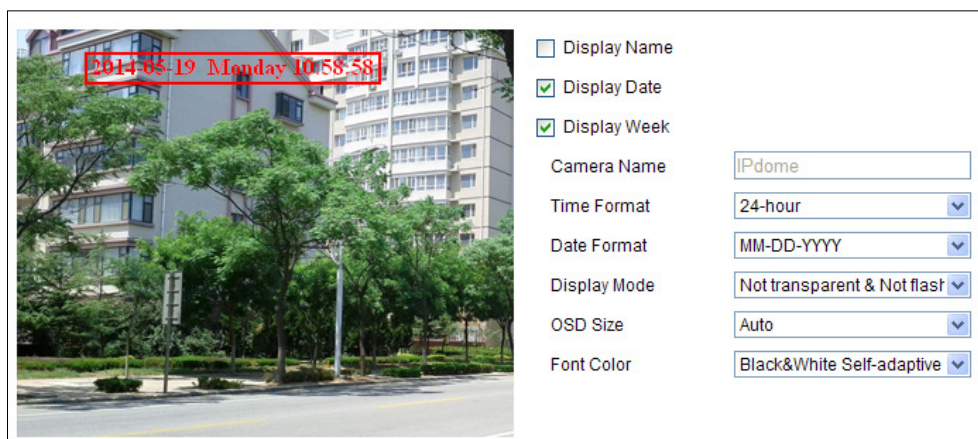 2014-05-19 Monday 10:58:58
Display Name
Display Date
Display Week
Camera Name IPdome
Time Format 24-hour
Date Format MM-DD-YYYY
Display Mode Not transparent & Not flash
OSD Size Auto
Font Color Black&White Self-adaptive